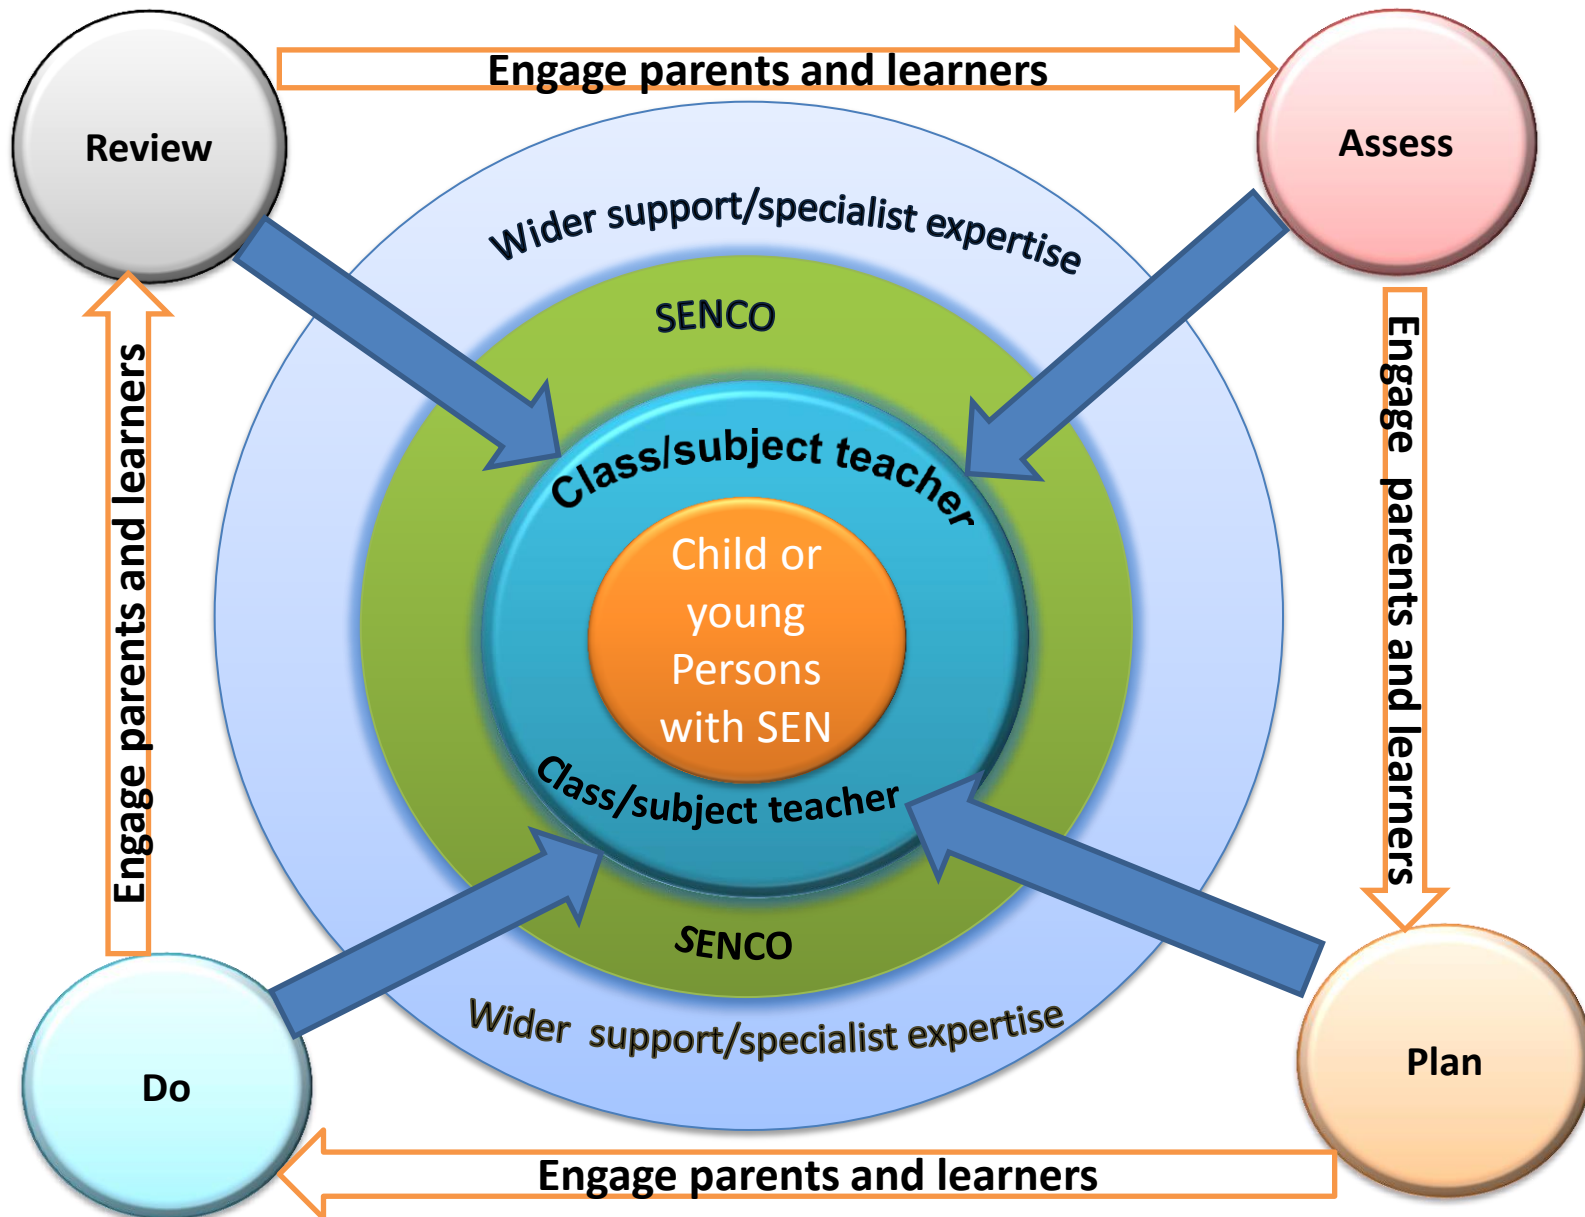 Engage parents and learners
Review
Assess
Wider support/specialist expertise
SENCO
Class/subject teacher
Child or
young
Persons
with SEN
Class/subject teacher
SENCO
Wider support/specialist expertise
Engage parents and learners
Engage parents and learners
Do
Plan
Engage parents and learners